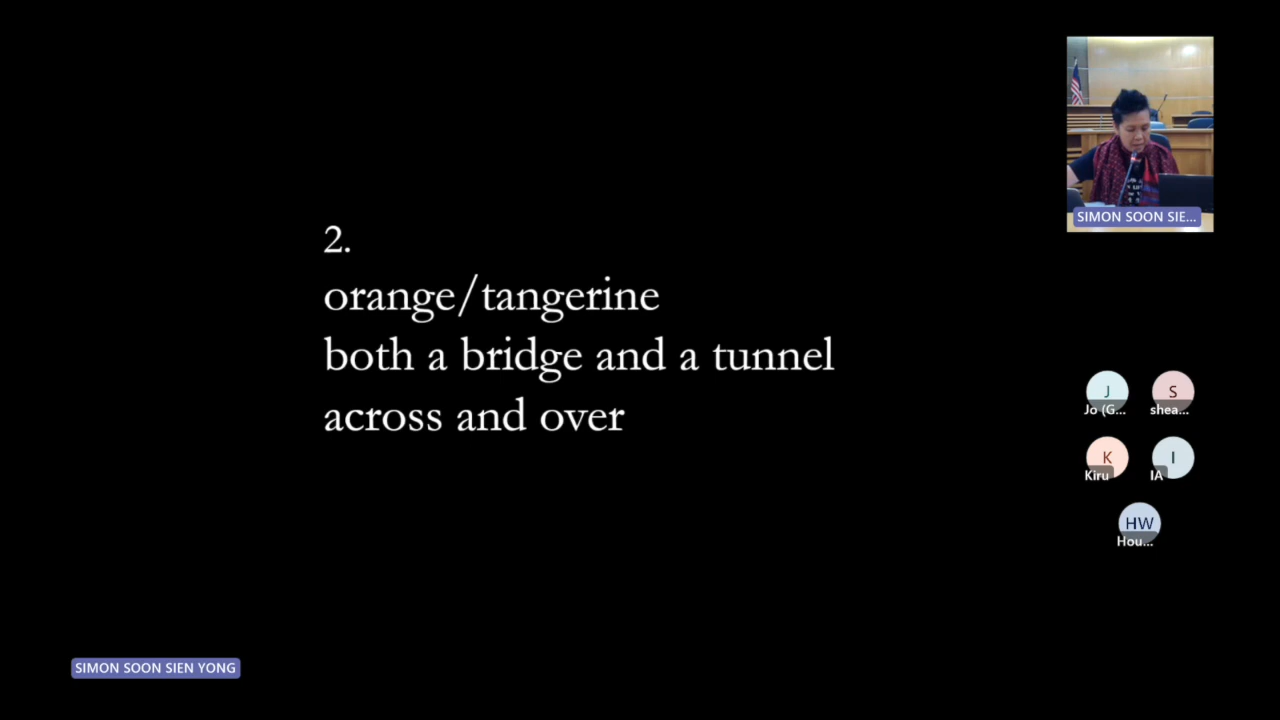 2.
orange/tangerine
both a bridge and a tunnel
across and over
SIMON SOON SIE...
J
Jo (G...
S
shea...
K
Kiru
I
IA
HW
Hou...
SIMON SOON SIEN YONG